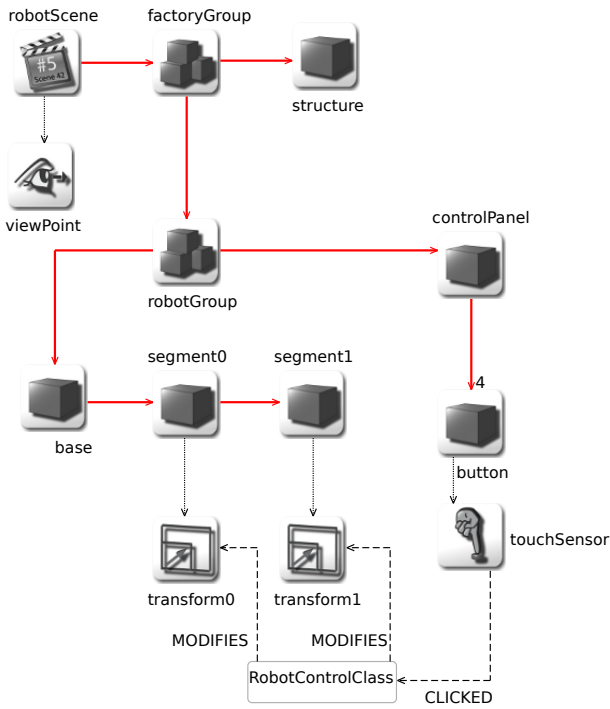 robotScene
factoryGroup
#5
Scene 42
structure
viewPoint
controlPanel
robotGroup
segment0
segment1
4
base
button
touchSensor
transform0
transform1
MODIFIES
MODIFIES
RobotControlClass
CLICKED